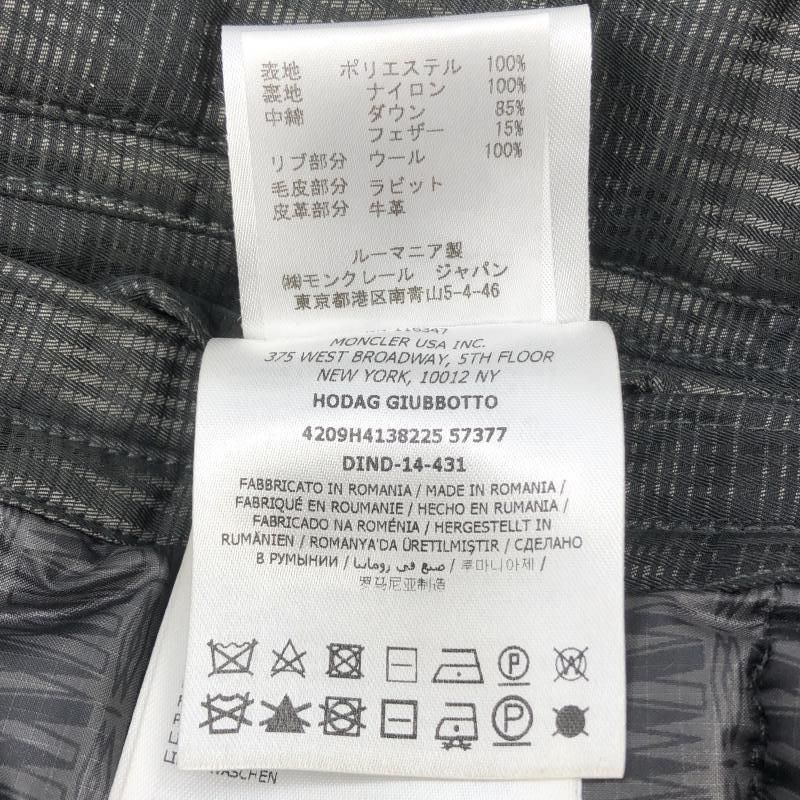 表地 ポリエステル 100%
裏地 ナイロン 100%
中綿 ダウン 85%
フェザー 15%
リブ部分 ウール 100%
毛皮部分 ラビット
皮革部分 牛革
ルーマニア製
㈱モンクレール ジャパン
東京都港区南青山5-4-46
116347
MONCLER USA INC.
375 WEST BROADWAY, 5TH FLOOR
NEW YORK, 10012 NY
HODAG GIUBBOTTO
4209H4138225 57377
DIND-14-431
FABBRICATO IN ROMANIA / MADE IN ROMANIA /
FABRIQUÉ EN ROUMANIE / HECHO EN RUMANIA /
FABRICADO NA ROMÉNIA / HERGESTELLT IN
RUMÄNIEN / ROMANYA'DA ÜRETILMIŞTIR / СДЕЛАНО
В РУМЫНИИ / صنع في رومانيا / 루마니아제 /
罗马尼亚制造
P
P
W
WASCHEN